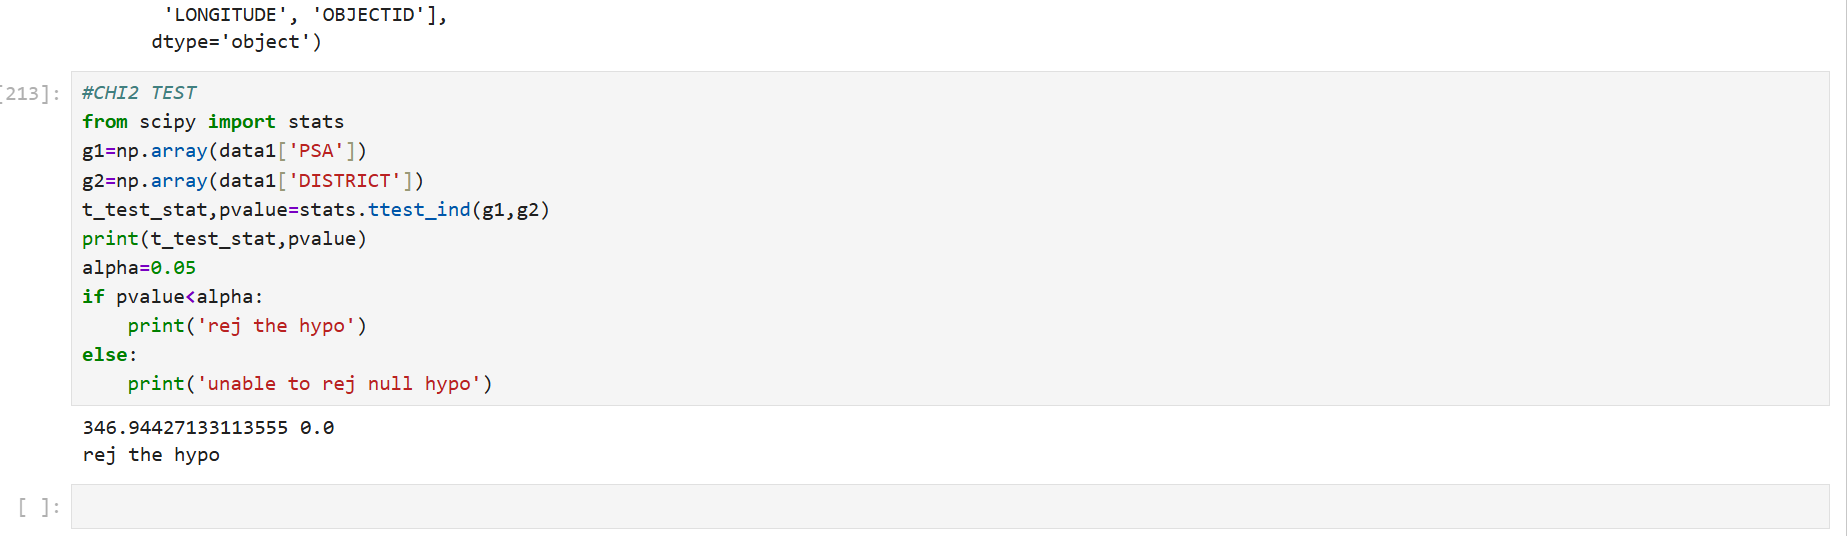 'LONGITUDE', 'OBJECTID'],
dtype='object')
[213]:
#CHI2 TEST
from scipy import stats
g1=np.array(data1['PSA'])
g2=np.array(data1['DISTRICT'])
t_test_stat,pvalue=stats.ttest_ind(g1,g2)
print(t_test_stat,pvalue)
alpha=0.05
if pvalue<alpha:
    print('rej the hypo')
else:
    print('unable to rej null hypo')
346.94427133113555 0.0
rej the hypo
[ ]: